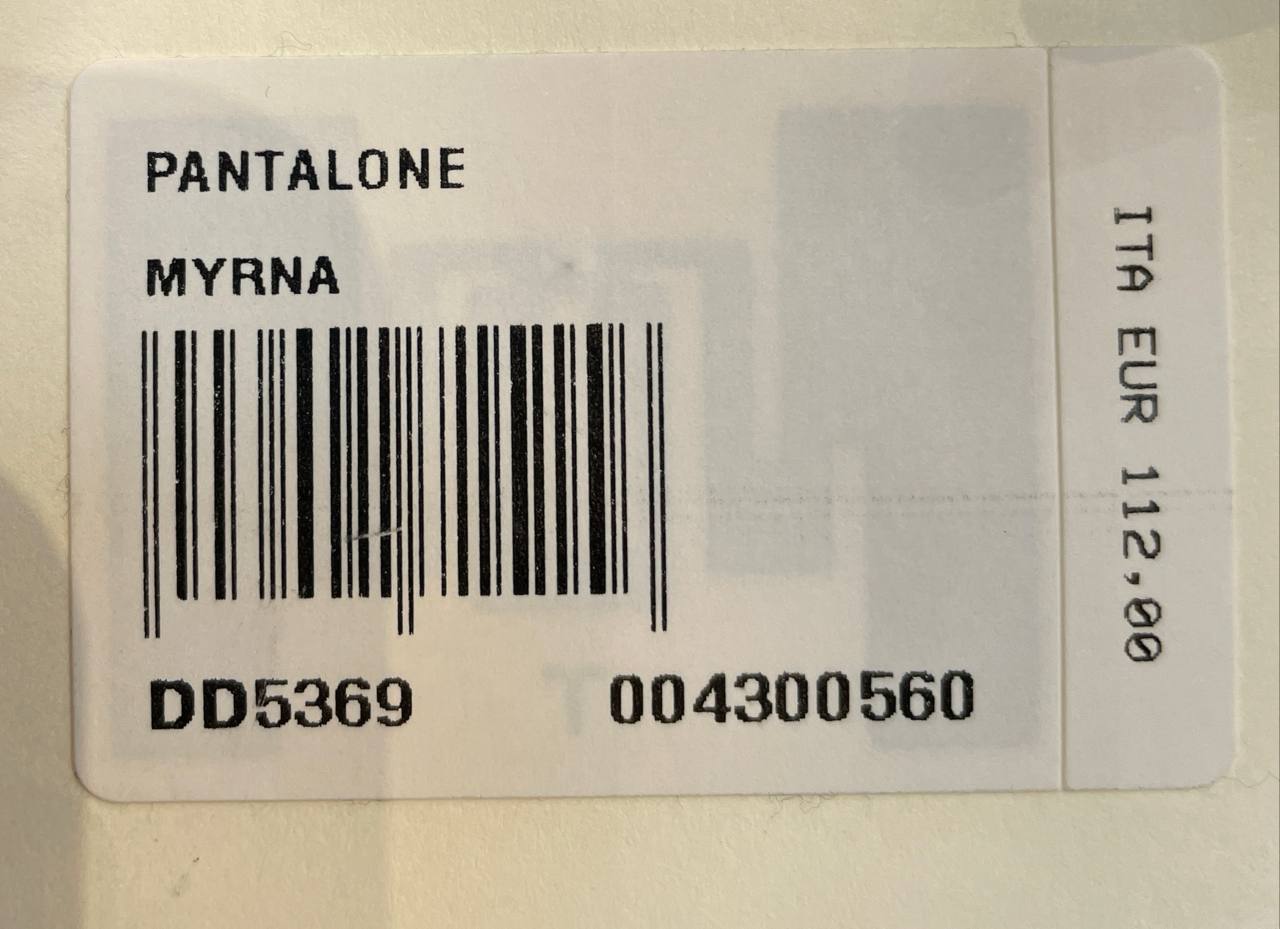 PANTALONE
MYRNA
DD5369 004300560
ITA EUR 112,00